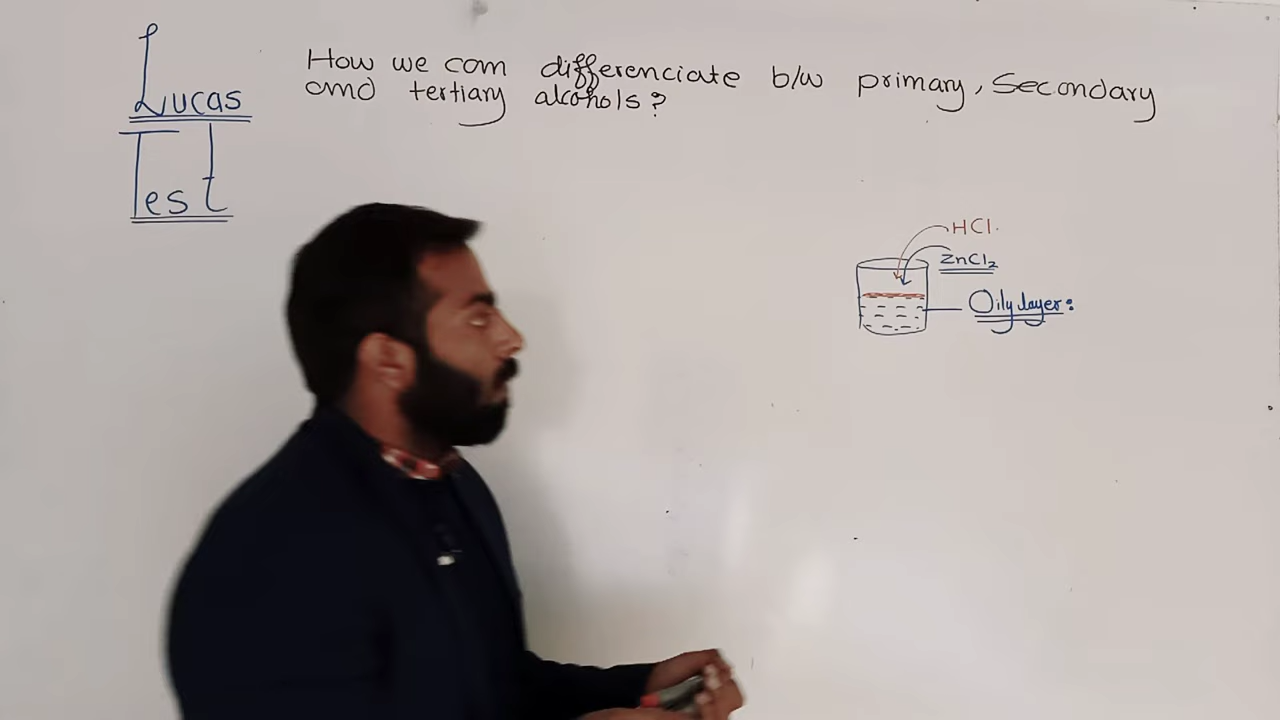 Lucas
Test
How we can differenciate b/w primary, Secondary
and tertiary alcohols?
HCl.
ZnCl₂
Oily layer: